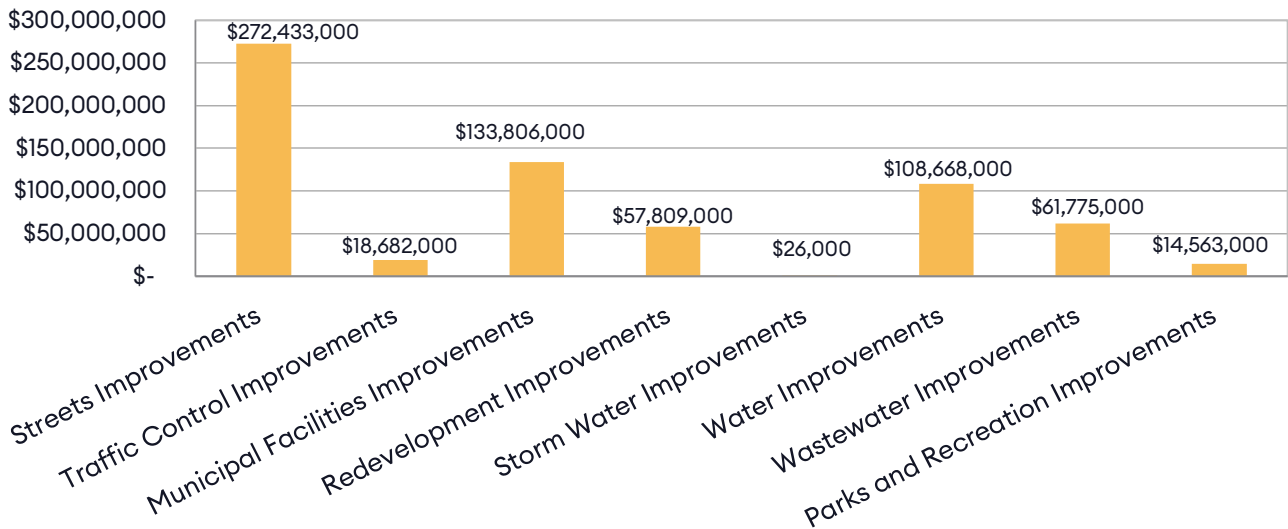 $300,000,000
$250,000,000
$200,000,000
$150,000,000
$100,000,000
$50,000,000
$-
$272,433,000
$18,682,000
$133,806,000
$57,809,000
$26,000
$108,668,000
$61,775,000
$14,563,000
Streets Improvements
Traffic Control Improvements
Municipal Facilities Improvements
Redevelopment Improvements
Storm Water Improvements
Water Improvements
Wastewater Improvements
Parks and Recreation Improvements